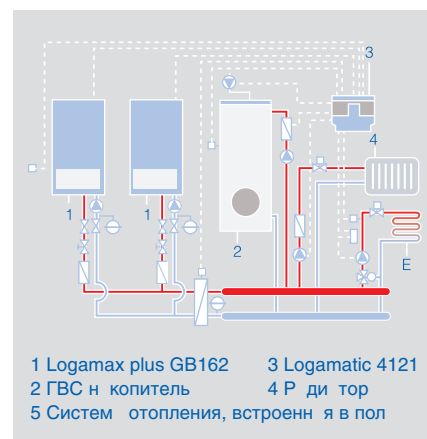 3
4
1
1
2
E
1 Logamax plus GB162
3 Logamatic 4121
2 ГВС н копитель
4 Р ди тор
5 Систем отопления, встроенн я в пол